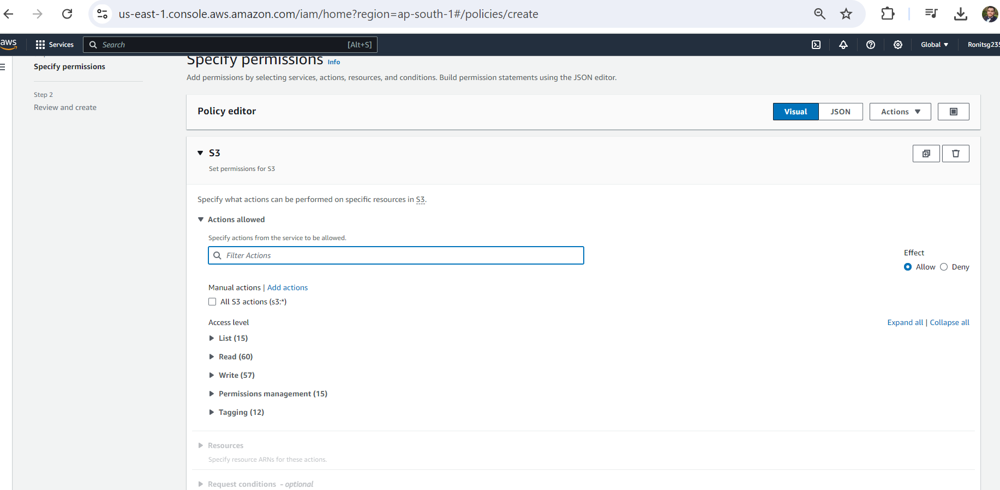 us-east-1.console.aws.amazon.com/iam/home?region=ap-south-1#/policies/create
aws Services Search [Alt+S] Global Ronitsg235
Specify permissions
Step 2
Review and create
Specify permissions Info
Add permissions by selecting services, actions, resources, and conditions. Build permission statements using the JSON editor.
Policy editor Visual JSON Actions
S3
Set permissions for S3
Specify what actions can be performed on specific resources in S3.
Actions allowed
Specify actions from the service to be allowed.
Filter Actions
Effect
Allow Deny
Manual actions | Add actions
All S3 actions (s3:*)
Access level Expand all | Collapse all
List (15)
Read (60)
Write (57)
Permissions management (15)
Tagging (12)
Resources
Specify resource ARNs for these actions.
Request conditions - optional